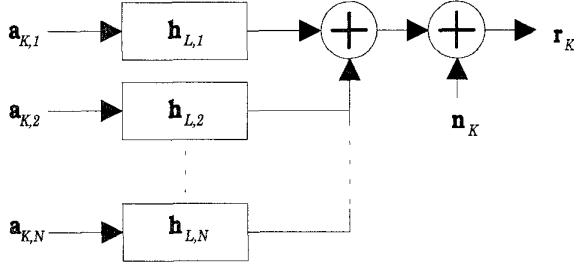 a_{K,1} h_{L,1} r_K
a_{K,2} h_{L,2} n_K
a_{K,N} h_{L,N}